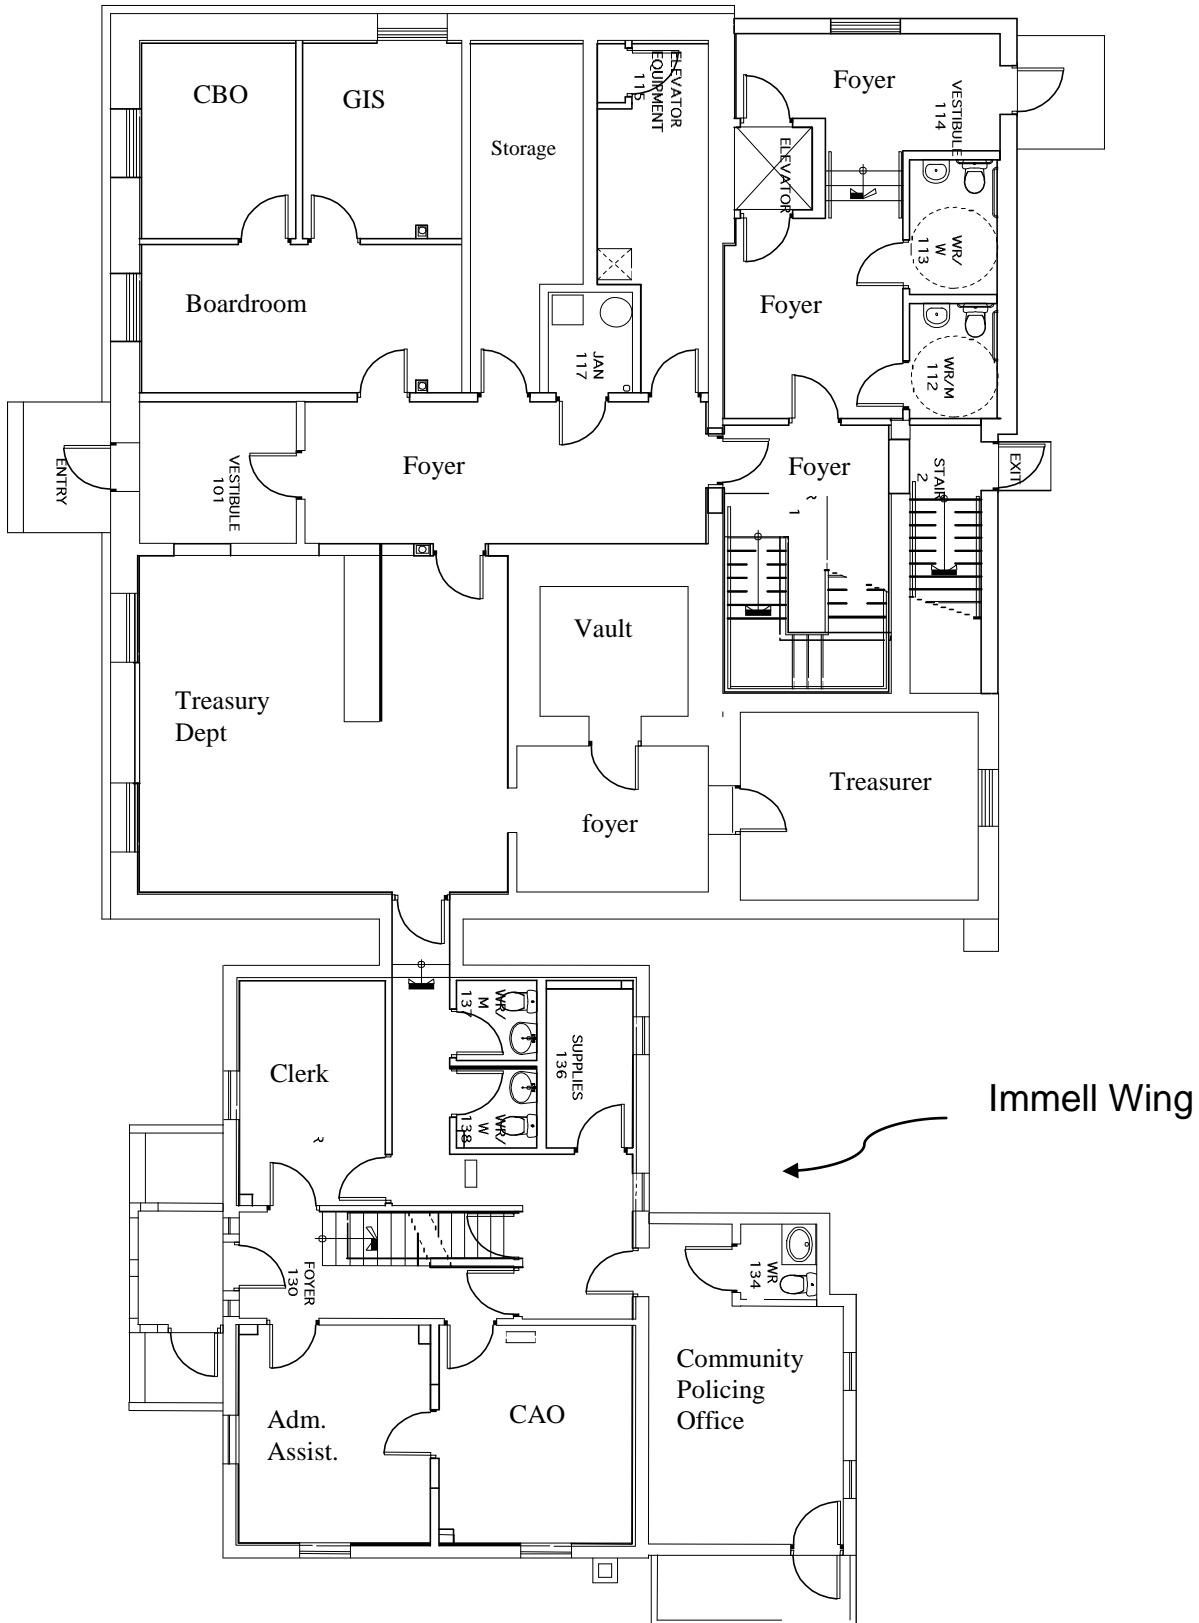 CBO
GIS
Storage
ELEVATOR
EQUIPMENT
115
Foyer
VESTIBULE
114
ELEVATOR
WR/
W
113
Boardroom
Foyer
JAN
117
WR/M
112
ENTRY
VESTIBULE
101
Foyer
Foyer
1
STAIR
2
EXIT
Vault
Treasury
Dept
Treasurer
foyer
WR/
M
137
SUPPLIES
136
Clerk
WR/
W
138
Immell Wing
FOYER
130
WR
134
Community
Policing
Office
CAO
Adm.
Assist.